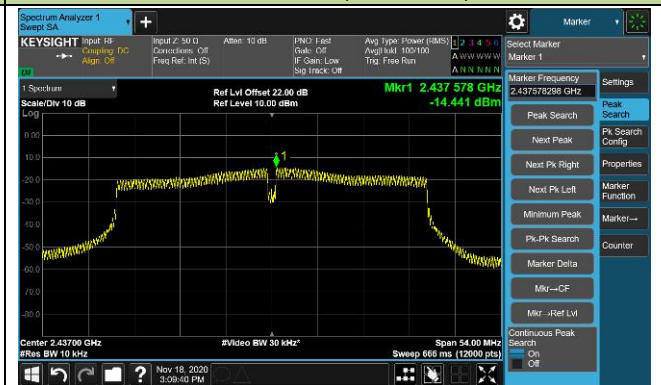 Spectrum Analyzer 1
Swept SA
+
Marker
KEYSIGHT
Input: RF
Coupling: DC
Align: Off
Input Z: 50 Ω
Corrections: Off
Freq Ref: Int (S)
Atten: 10 dB
PNO: Fast
Gate: Off
IF Gain: Low
Sig Track: Off
Avg Type: Power (RMS)
Avg|Hold: 100/100
Trig: Free Run
1 2 3 4 5 6
A W W W W W
A N N N N N
Select Marker
Marker 1
Marker Frequency
2.437578298 GHz
Settings
Peak Search
Next Peak
Next Pk Right
Next Pk Left
Minimum Peak
Pk-Pk Search
Marker Delta
Mkr→CF
Mkr→Ref Lvl
Continuous Peak
Search
On
Off
Peak
Search
Pk Search
Config
Properties
Marker
Function
Marker→
Counter
1 Spectrum
Scale/Div 10 dB
Log
Ref Lvl Offset 22.00 dB
Ref Level 10.00 dBm
Mkr1 2.437 578 GHz
-14.441 dBm
1
0.00
-10.0
-20.0
-30.0
-40.0
-50.0
-60.0
-70.0
-80.0
Center 2.43700 GHz
#Res BW 10 kHz
#Video BW 30 kHz*
Span 54.00 MHz
Sweep 666 ms (12000 pts)
?
Nov 18, 2020
3:09:40 PM